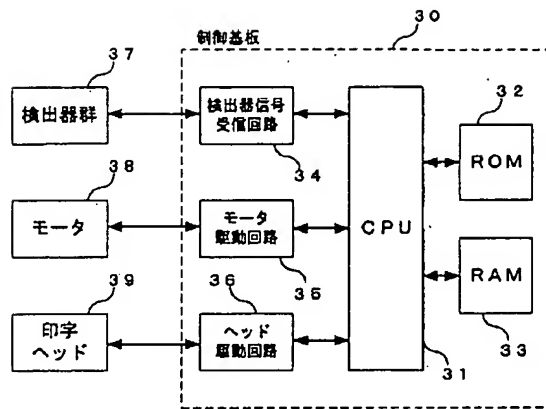 30
制御基板
37
検出器群
検出器信号
受信回路
34
32
ROM
38
モータ
モータ
駆動回路
35
CPU
RAM
33
39
印字
ヘッド
36
ヘッド
駆動回路
31